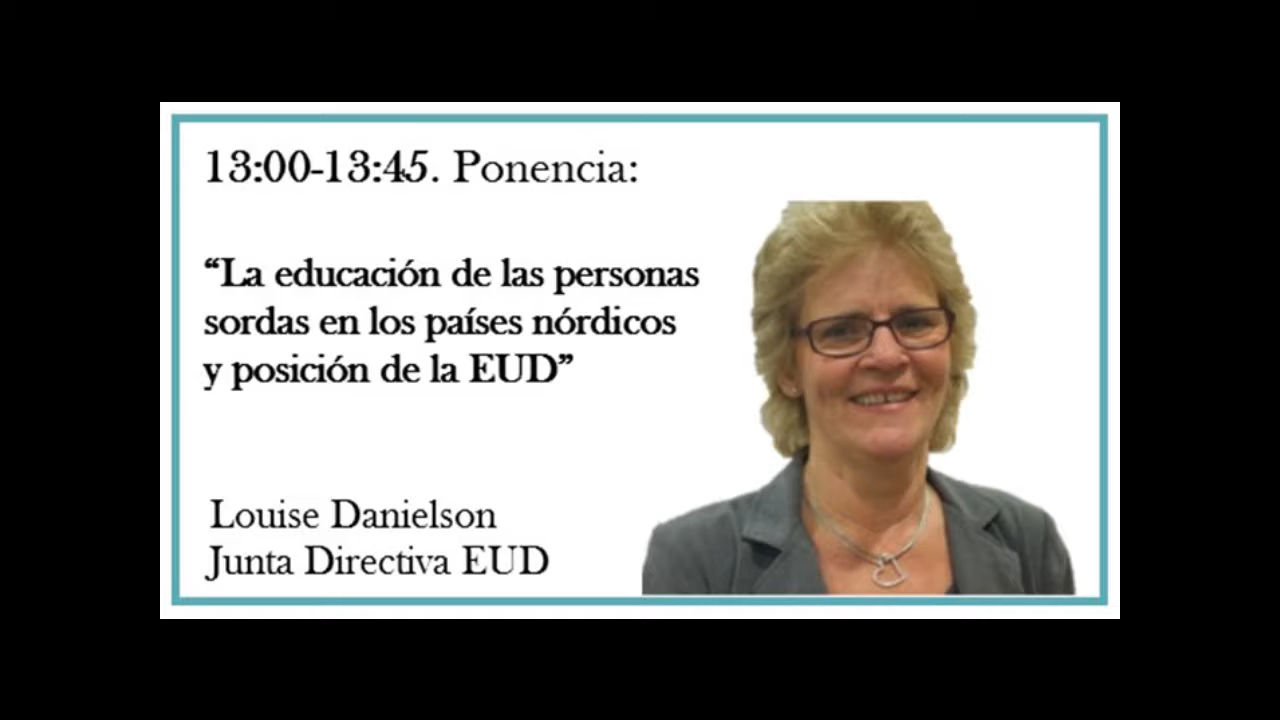 13:00-13:45. Ponencia:
“La educación de las personas
sordas en los países nórdicos
y posición de la EUD”
Louise Danielson
Junta Directiva EUD